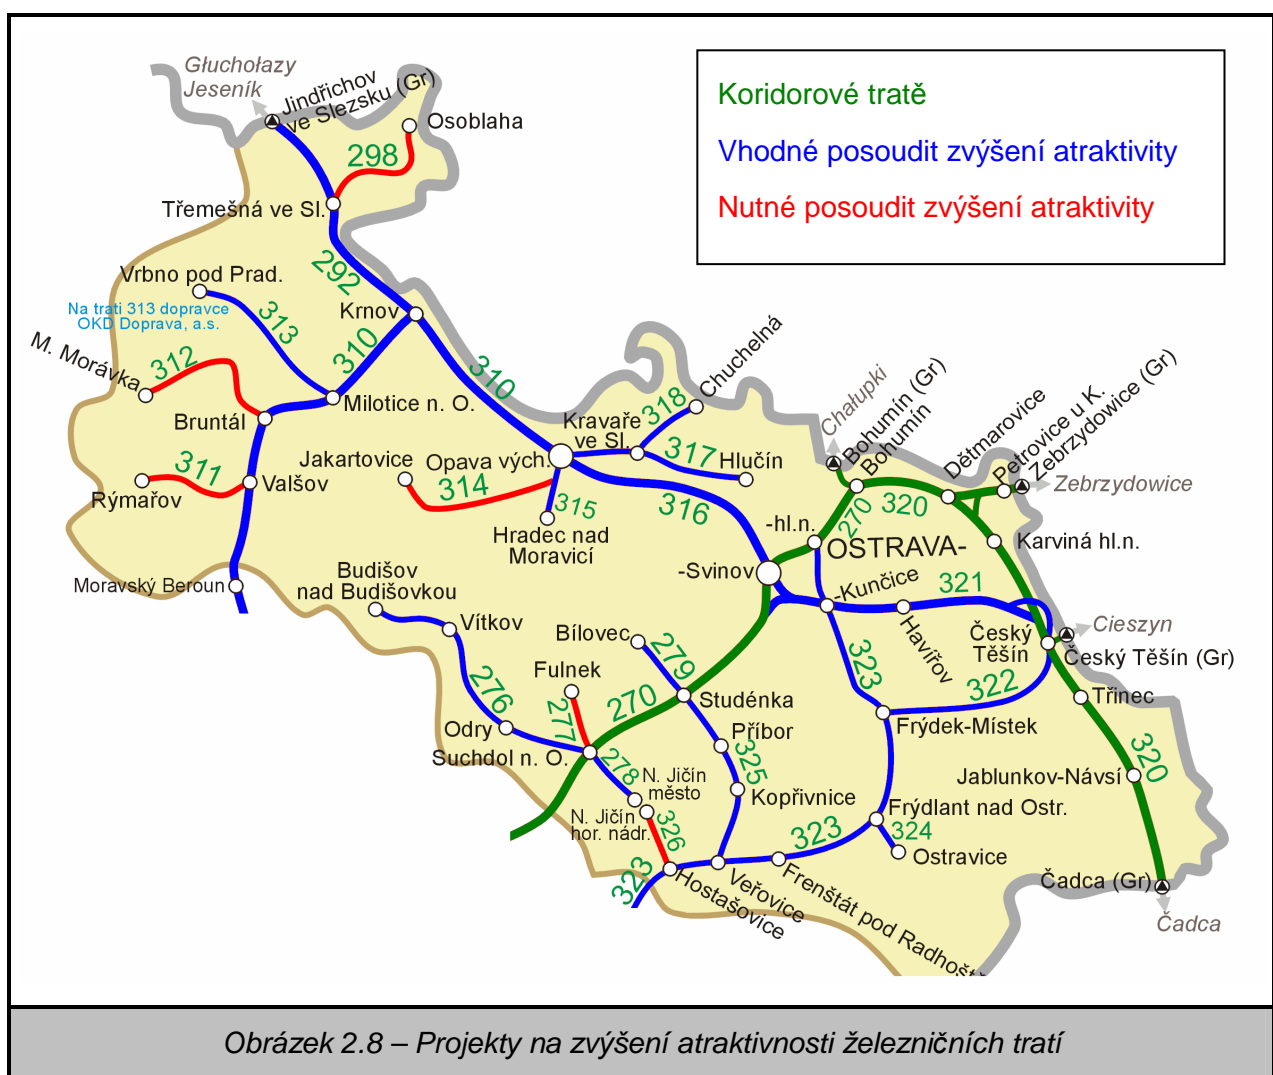 Głuchołazy
Jeseník
Jindřichov
ve Slezsku (Gr)
Osoblaha
298
Koridorové tratě
Vhodné posoudit zvýšení atraktivity
Nutné posoudit zvýšení atraktivity
Třemešná ve Sl.
292
Vrbno pod Prad.
Na trati 313 dopravce
OKD Doprava, a.s.
313
Krnov
310
310
M. Morávka
312
Milotice n. O.
Bruntál
311
Rýmařov
Valšov
Moravský Beroun
Jakartovice
314
Opava vých.
Kravaře
ve Sl.
318
Chuchelná
317
Hlučín
315
Hradec nad
Moravicí
316
Chałupki
Bohumín (Gr)
Bohumín
Dětmarovice
Petrovice u K.
Zebrzydowice (Gr)
Zebrzydowice
270
320
-hl.n.
OSTRAVA-
Karviná hl.n.
-Svinov
-Kunčice
321
Havířov
Český
Těšín
Cieszyn
Český Těšín (Gr)
Třinec
322
323
Frýdek-Místek
Budišov
nad Budišovkou
Vítkov
276
Odry
Bílovec
279
Fulnek
277
270
Studénka
Suchdol n. O.
278
N. Jičín
město
N. Jičín
hor. nádr.
326
Příbor
325
Kopřivnice
Jablunkov-Návsí
320
Frýdlant nad Ostr.
324
Ostravice
323
323
Hostašovice
Veřovice
Frenštát pod Radhošt
Čadca (Gr)
Čadca
Obrázek 2.8 – Projekty na zvýšení atraktivnosti železničních tratí